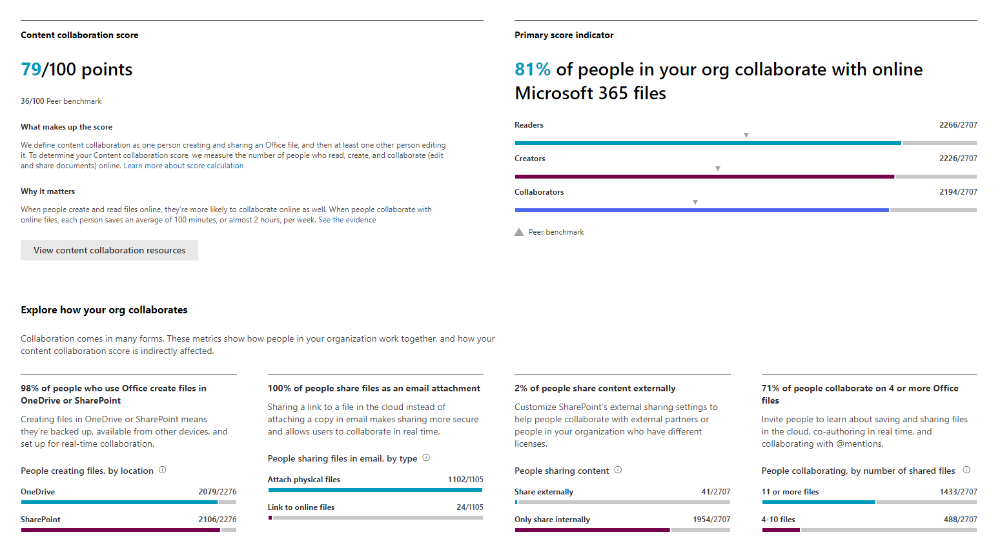 Content collaboration score
79/100 points
36/100 Peer benchmark
What makes up the score
We define content collaboration as one person creating and sharing an Office file, and then at least one other person editing
it. To determine your Content collaboration score, we measure the number of people who read, create, and collaborate (edit
and share documents) online. Learn more about score calculation
Why it matters
When people create and read files online, they're more likely to collaborate online as well. When people collaborate with
online files, each person saves an average of 100 minutes, or almost 2 hours, per week. See the evidence
View content collaboration resources
Primary score indicator
81% of people in your org collaborate with online
Microsoft 365 files
Readers 2266/2707
Creators 2226/2707
Collaborators 2194/2707
Peer benchmark
Explore how your org collaborates
Collaboration comes in many forms. These metrics show how people in your organization work together, and how your
content collaboration score is indirectly affected.
98% of people who use Office create files in
OneDrive or SharePoint
Creating files in OneDrive or SharePoint means
they're backed up, available from other devices, and
set up for real-time collaboration.
People creating files, by location
OneDrive 2079/2276
SharePoint 2106/2276
100% of people share files as an email attachment
Sharing a link to a file in the cloud instead of
attaching a copy in email makes sharing more secure
and allows users to collaborate in real time.
People sharing files in email, by type
Attach physical files 1102/1105
Link to online files 24/1105
2% of people share content externally
Customize SharePoint's external sharing settings to
help people collaborate with external partners or
people in your organization who have different
licenses.
People sharing content
Share externally 41/2707
Only share internally 1954/2707
71% of people collaborate on 4 or more Office
files
Invite people to learn about saving and sharing files
in the cloud, co-authoring in real time, and
collaborating with @mentions.
People collaborating, by number of shared files
11 or more files 1433/2707
4-10 files 488/2707